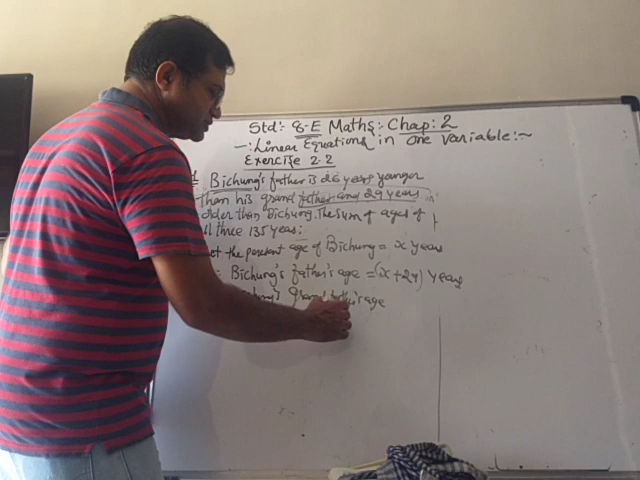 Std:- 8-E Maths:- Chap: 2
-: Linear Equations in one variable:~
Exercise 2.2
Bichung's father is 26 years younger
than his grand father and 29 years
older than Bichung. The sum of ages of
all three 135 years:
let the present age of Bichung = x years
Bichung's father's age = (x + 29) years
grand father's age